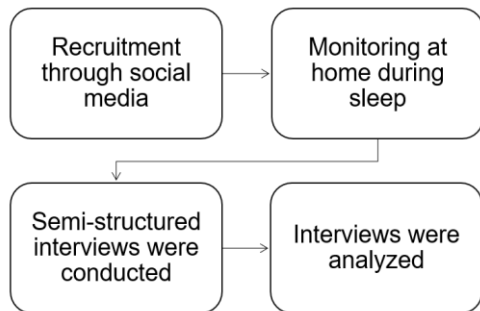 Recruitment
through social
media
Monitoring at
home during
sleep
Semi-structured
interviews were
conducted
Interviews were
analyzed